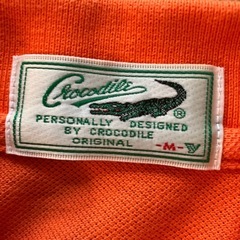 Crocodile
®
PERSONALLY DESIGNED
BY CROCODILE
ORIGINAL
-M-